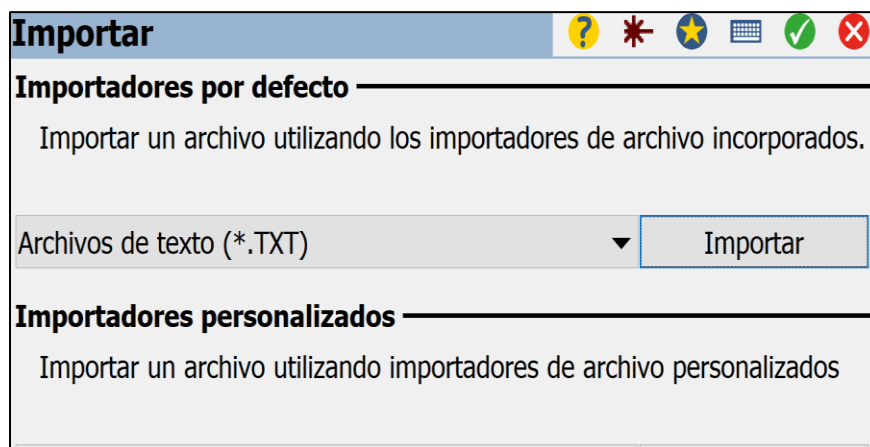 Importar
Importadores por defecto
Importar un archivo utilizando los importadores de archivo incorporados.
Archivos de texto (*.TXT)
Importar
Importadores personalizados
Importar un archivo utilizando importadores de archivo personalizados